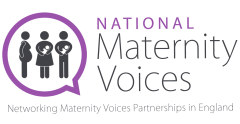 NATIONAL
Maternity
Voices
Networking Maternity Voices Partnerships in England